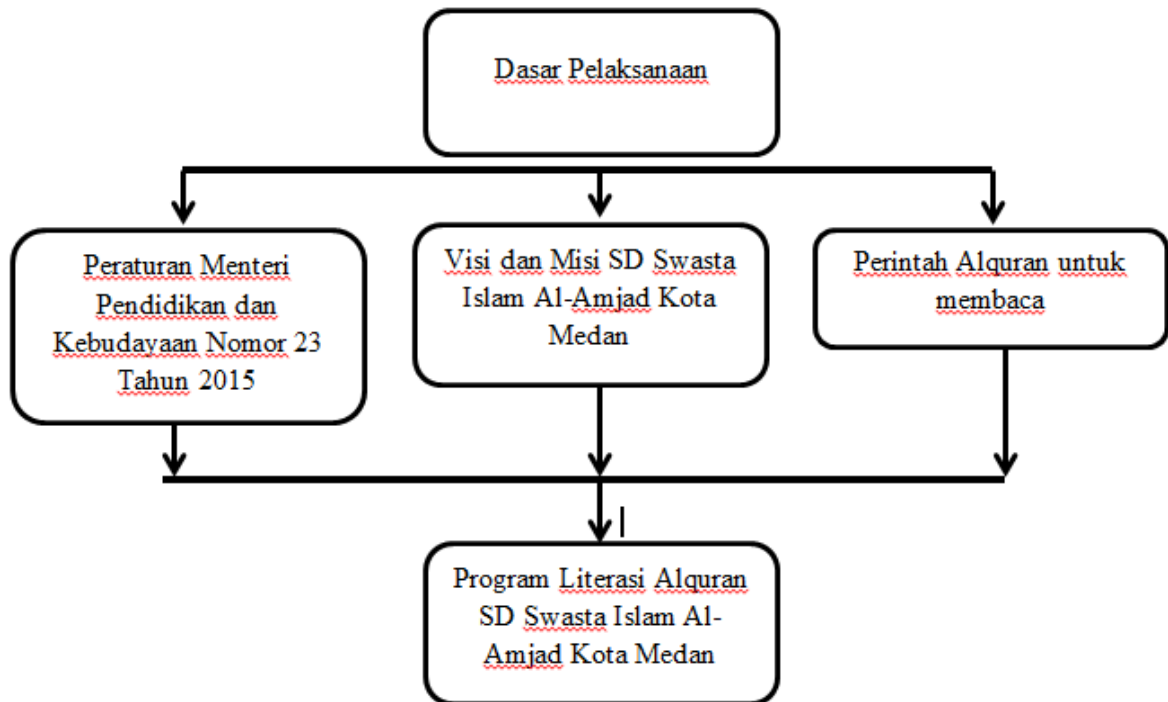 Dasar Pelaksanaan
Peraturan Menteri
Pendidikan dan
Kebudayaan Nomor 23
Tahun 2015
Visi dan Misi SD Swasta
Islam Al-Amjad Kota
Medan
Perintah Alquran untuk
membaca
Program Literasi Alquran
SD Swasta Islam Al-
Amjad Kota Medan